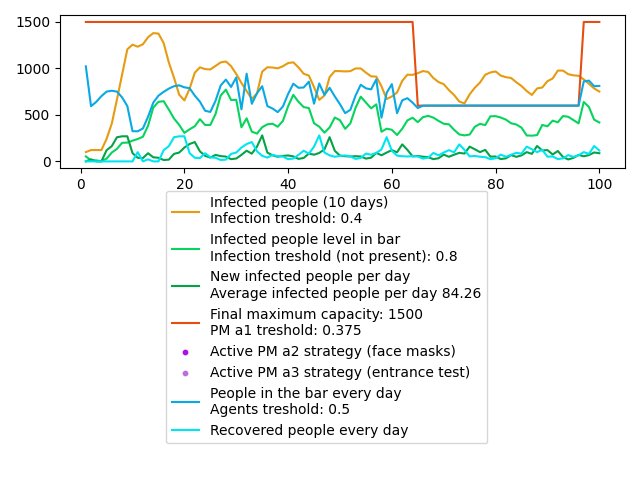 1500
1000
500
0
0
20
40
60
80
100
Infected people (10 days)
Infection treshold: 0.4
Infected people level in bar
Infection treshold (not present): 0.8
New infected people per day
Average infected people per day 84.26
Final maximum capacity: 1500
PM a1 treshold: 0.375
Active PM a2 strategy (face masks)
Active PM a3 strategy (entrance test)
People in the bar every day
Agents treshold: 0.5
Recovered people every day